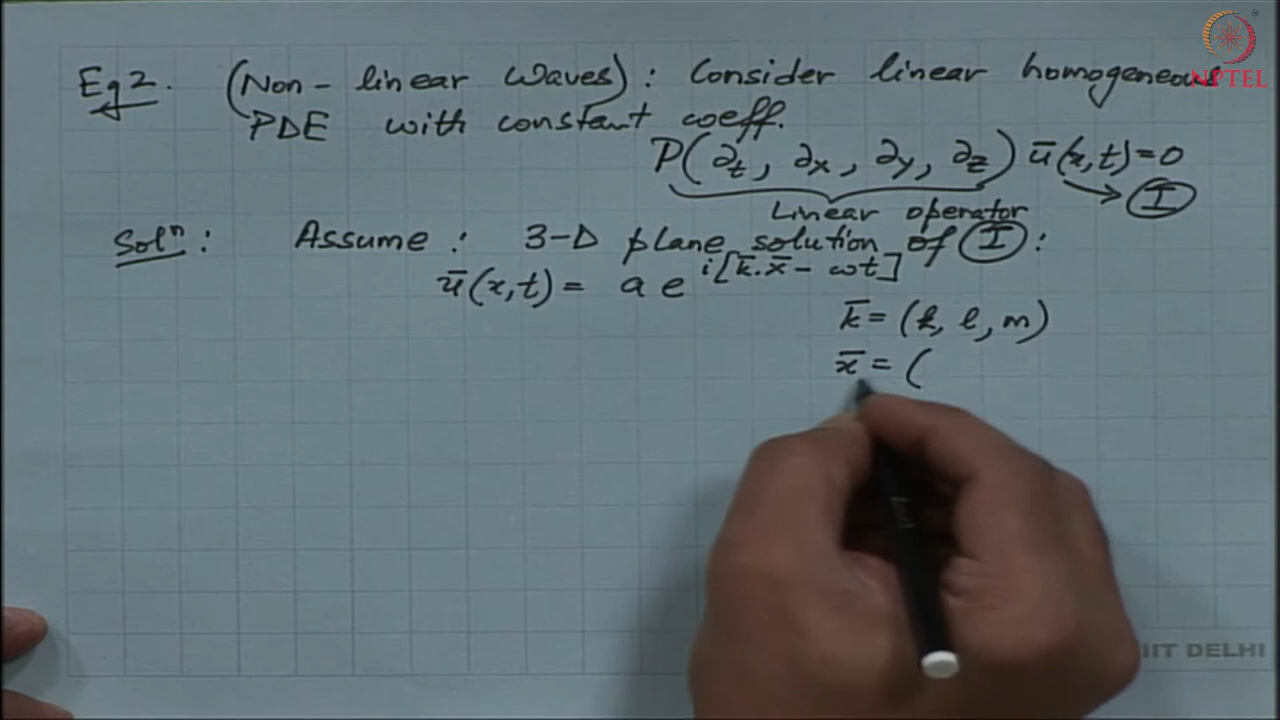 Eg 2. (Non-linear Waves): Consider linear homogeneous
PDE with constant coeff.
P(∂t, ∂x, ∂y, ∂z) ū(x,t)=0
Linear operator → I
Solⁿ: Assume: 3-D plane solution of I:
ū(x,t) = a e^{i[k̄.x̄ - ωt]}
k̄ = (k, l, m)
x̄ = (
NPTEL
IIT DELHI